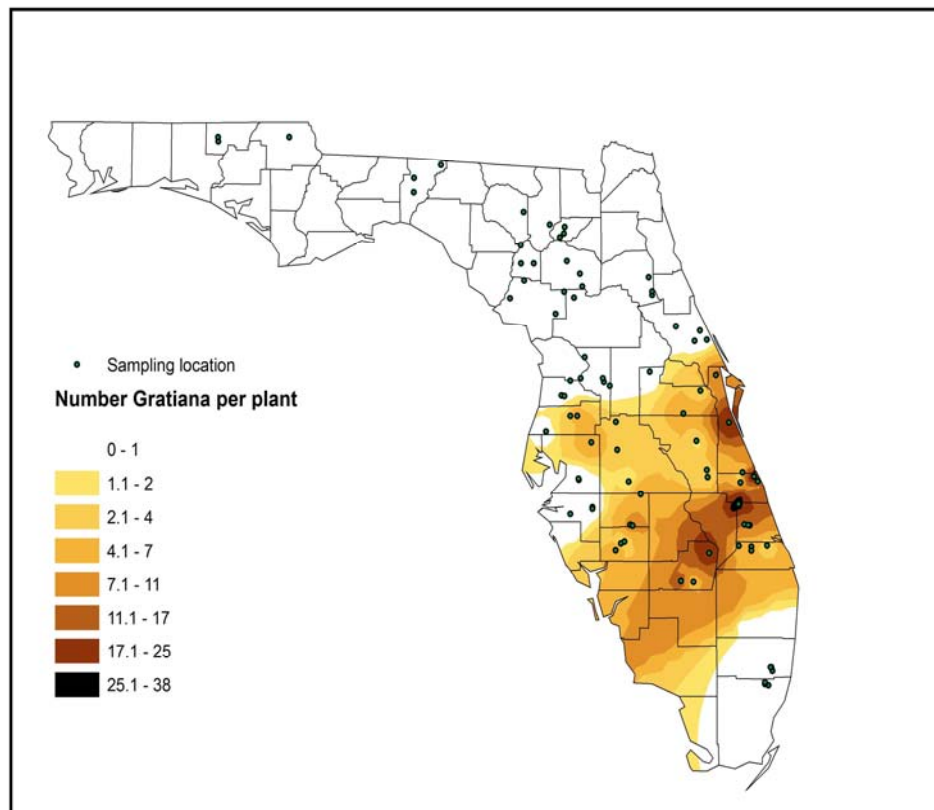 Sampling location
Number Gratiana per plant
0 - 1
1.1 - 2
2.1 - 4
4.1 - 7
7.1 - 11
11.1 - 17
17.1 - 25
25.1 - 38